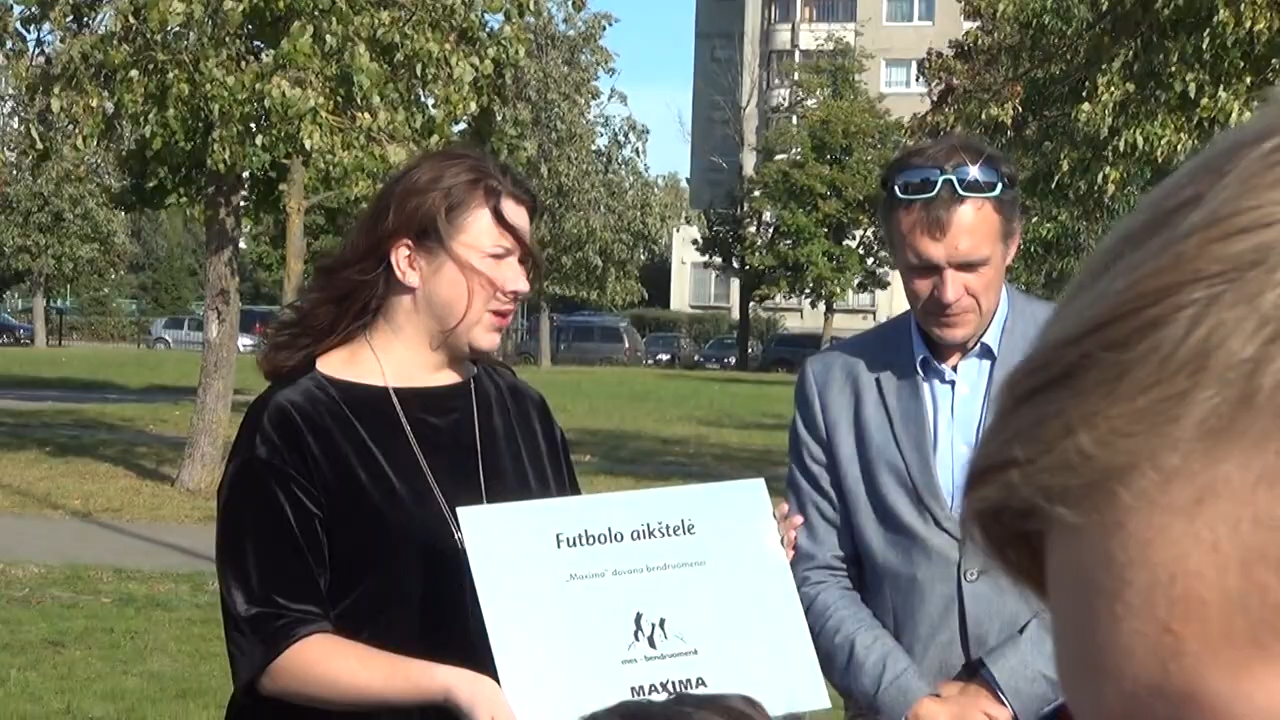 Futbolo aikštelė
„Maxima" dovana bendruomenei
mes - bendruomenė
MAXIMA